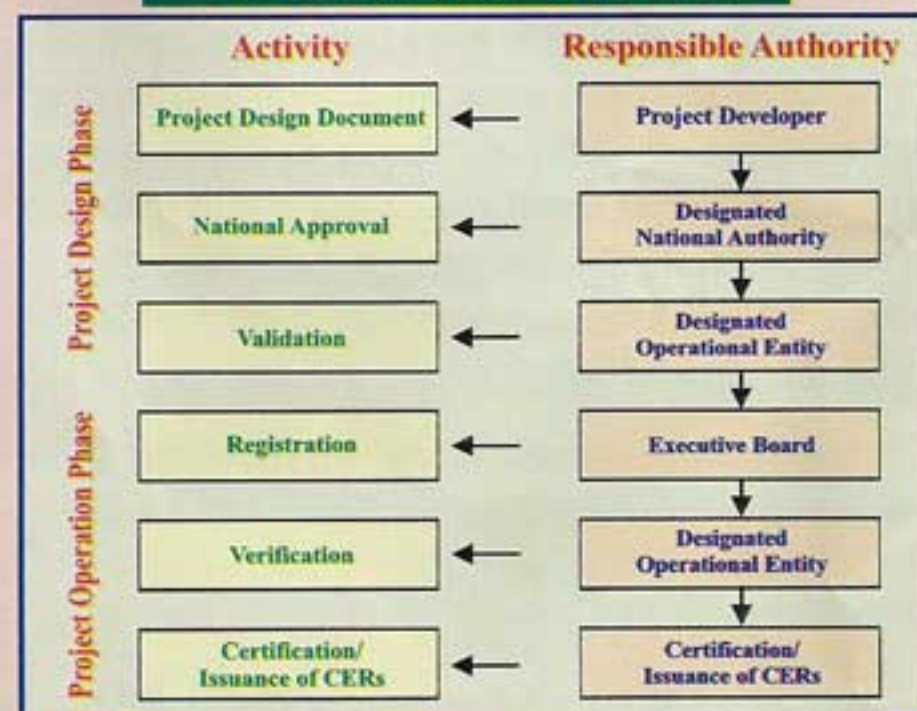 Activity
Responsible Authority
Project Design Phase
Project Design Document
Project Developer
National Approval
Designated
National Authority
Validation
Designated
Operational Entity
Project Operation Phase
Registration
Executive Board
Verification
Designated
Operational Entity
Certification/
Issuance of CERs
Certification/
Issuance of CERs